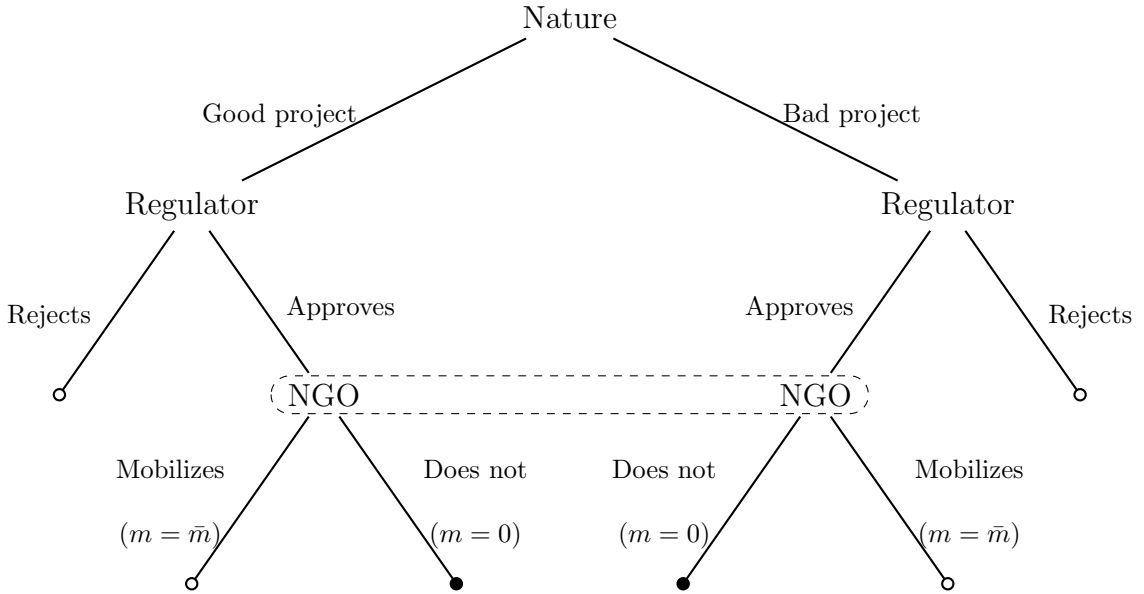 Nature
Good project
Bad project
Regulator
Regulator
Rejects
Approves
Approves
Rejects
NGO
NGO
Mobilizes
Does not
Does not
Mobilizes
(m = m̄)
(m = 0)
(m = 0)
(m = m̄)